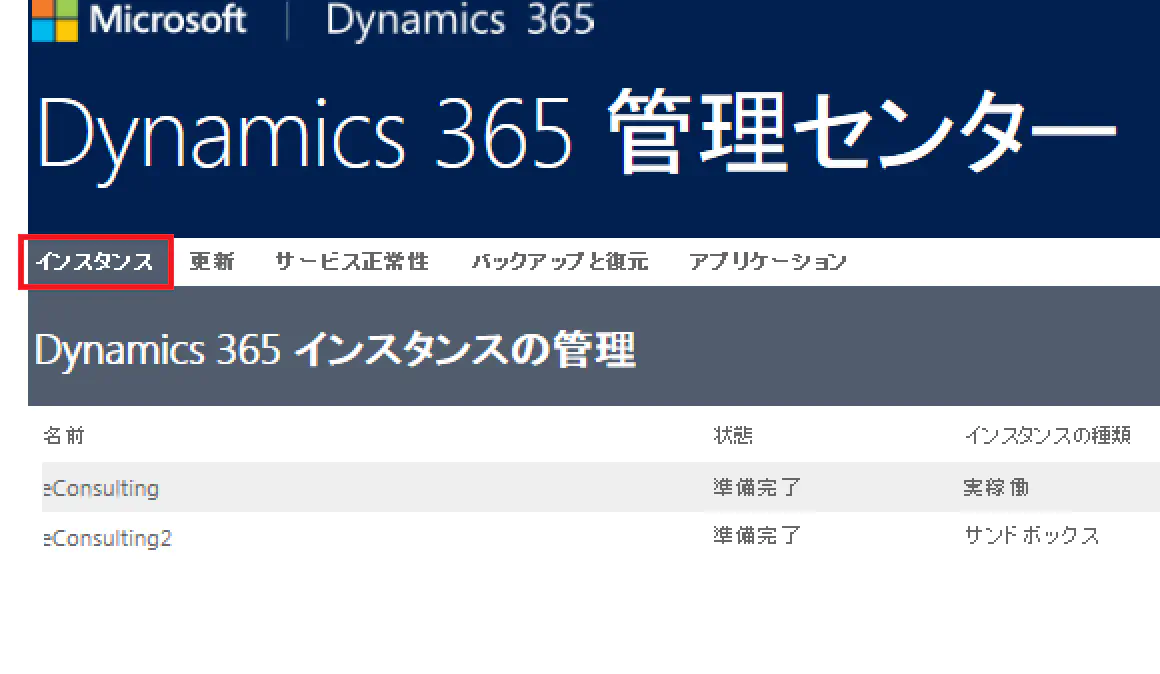 Microsoft | Dynamics 365
Dynamics 365 管理センター
インスタンス 更新 サービス正常性 バックアップと復元 アプリケーション
Dynamics 365 インスタンスの管理
名前 状態 インスタンスの種類
eConsulting 準備完了 実稼働
eConsulting2 準備完了 サンドボックス